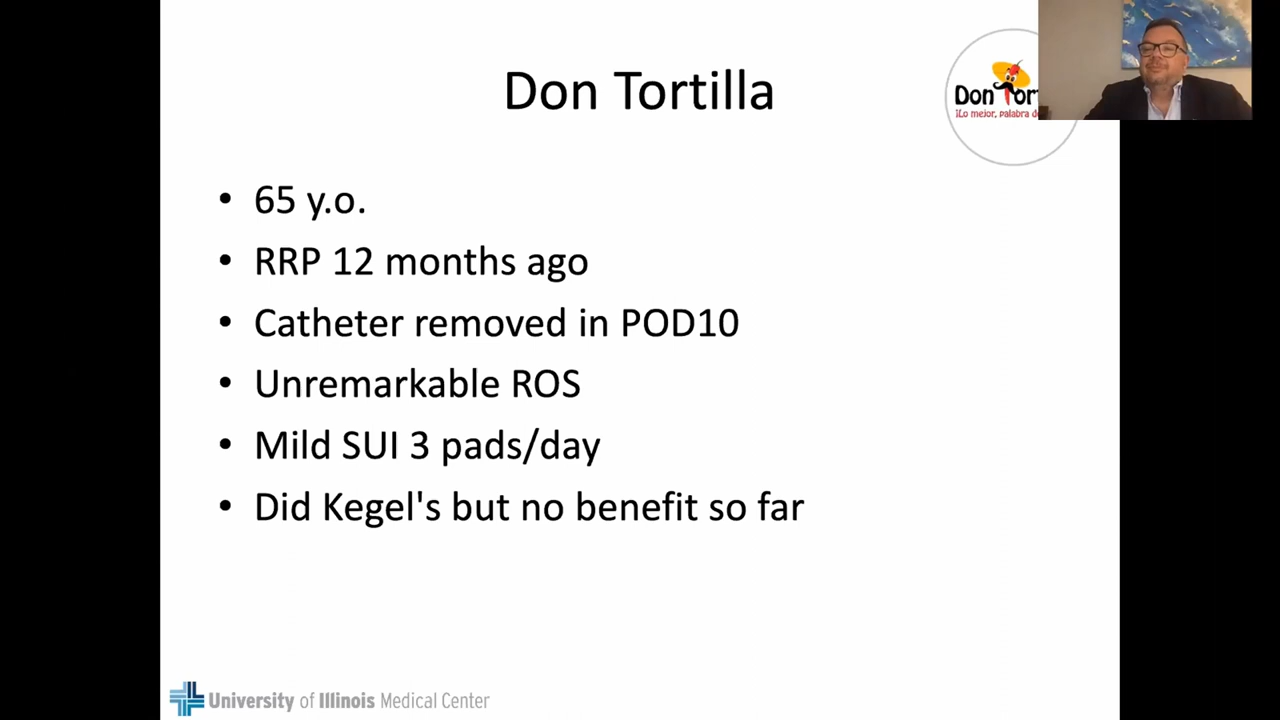 Don Tortilla
Don Tor
¡Lo mejor, palabra d
• 65 y.o.
• RRP 12 months ago
• Catheter removed in POD10
• Unremarkable ROS
• Mild SUI 3 pads/day
• Did Kegel's but no benefit so far
University of Illinois Medical Center